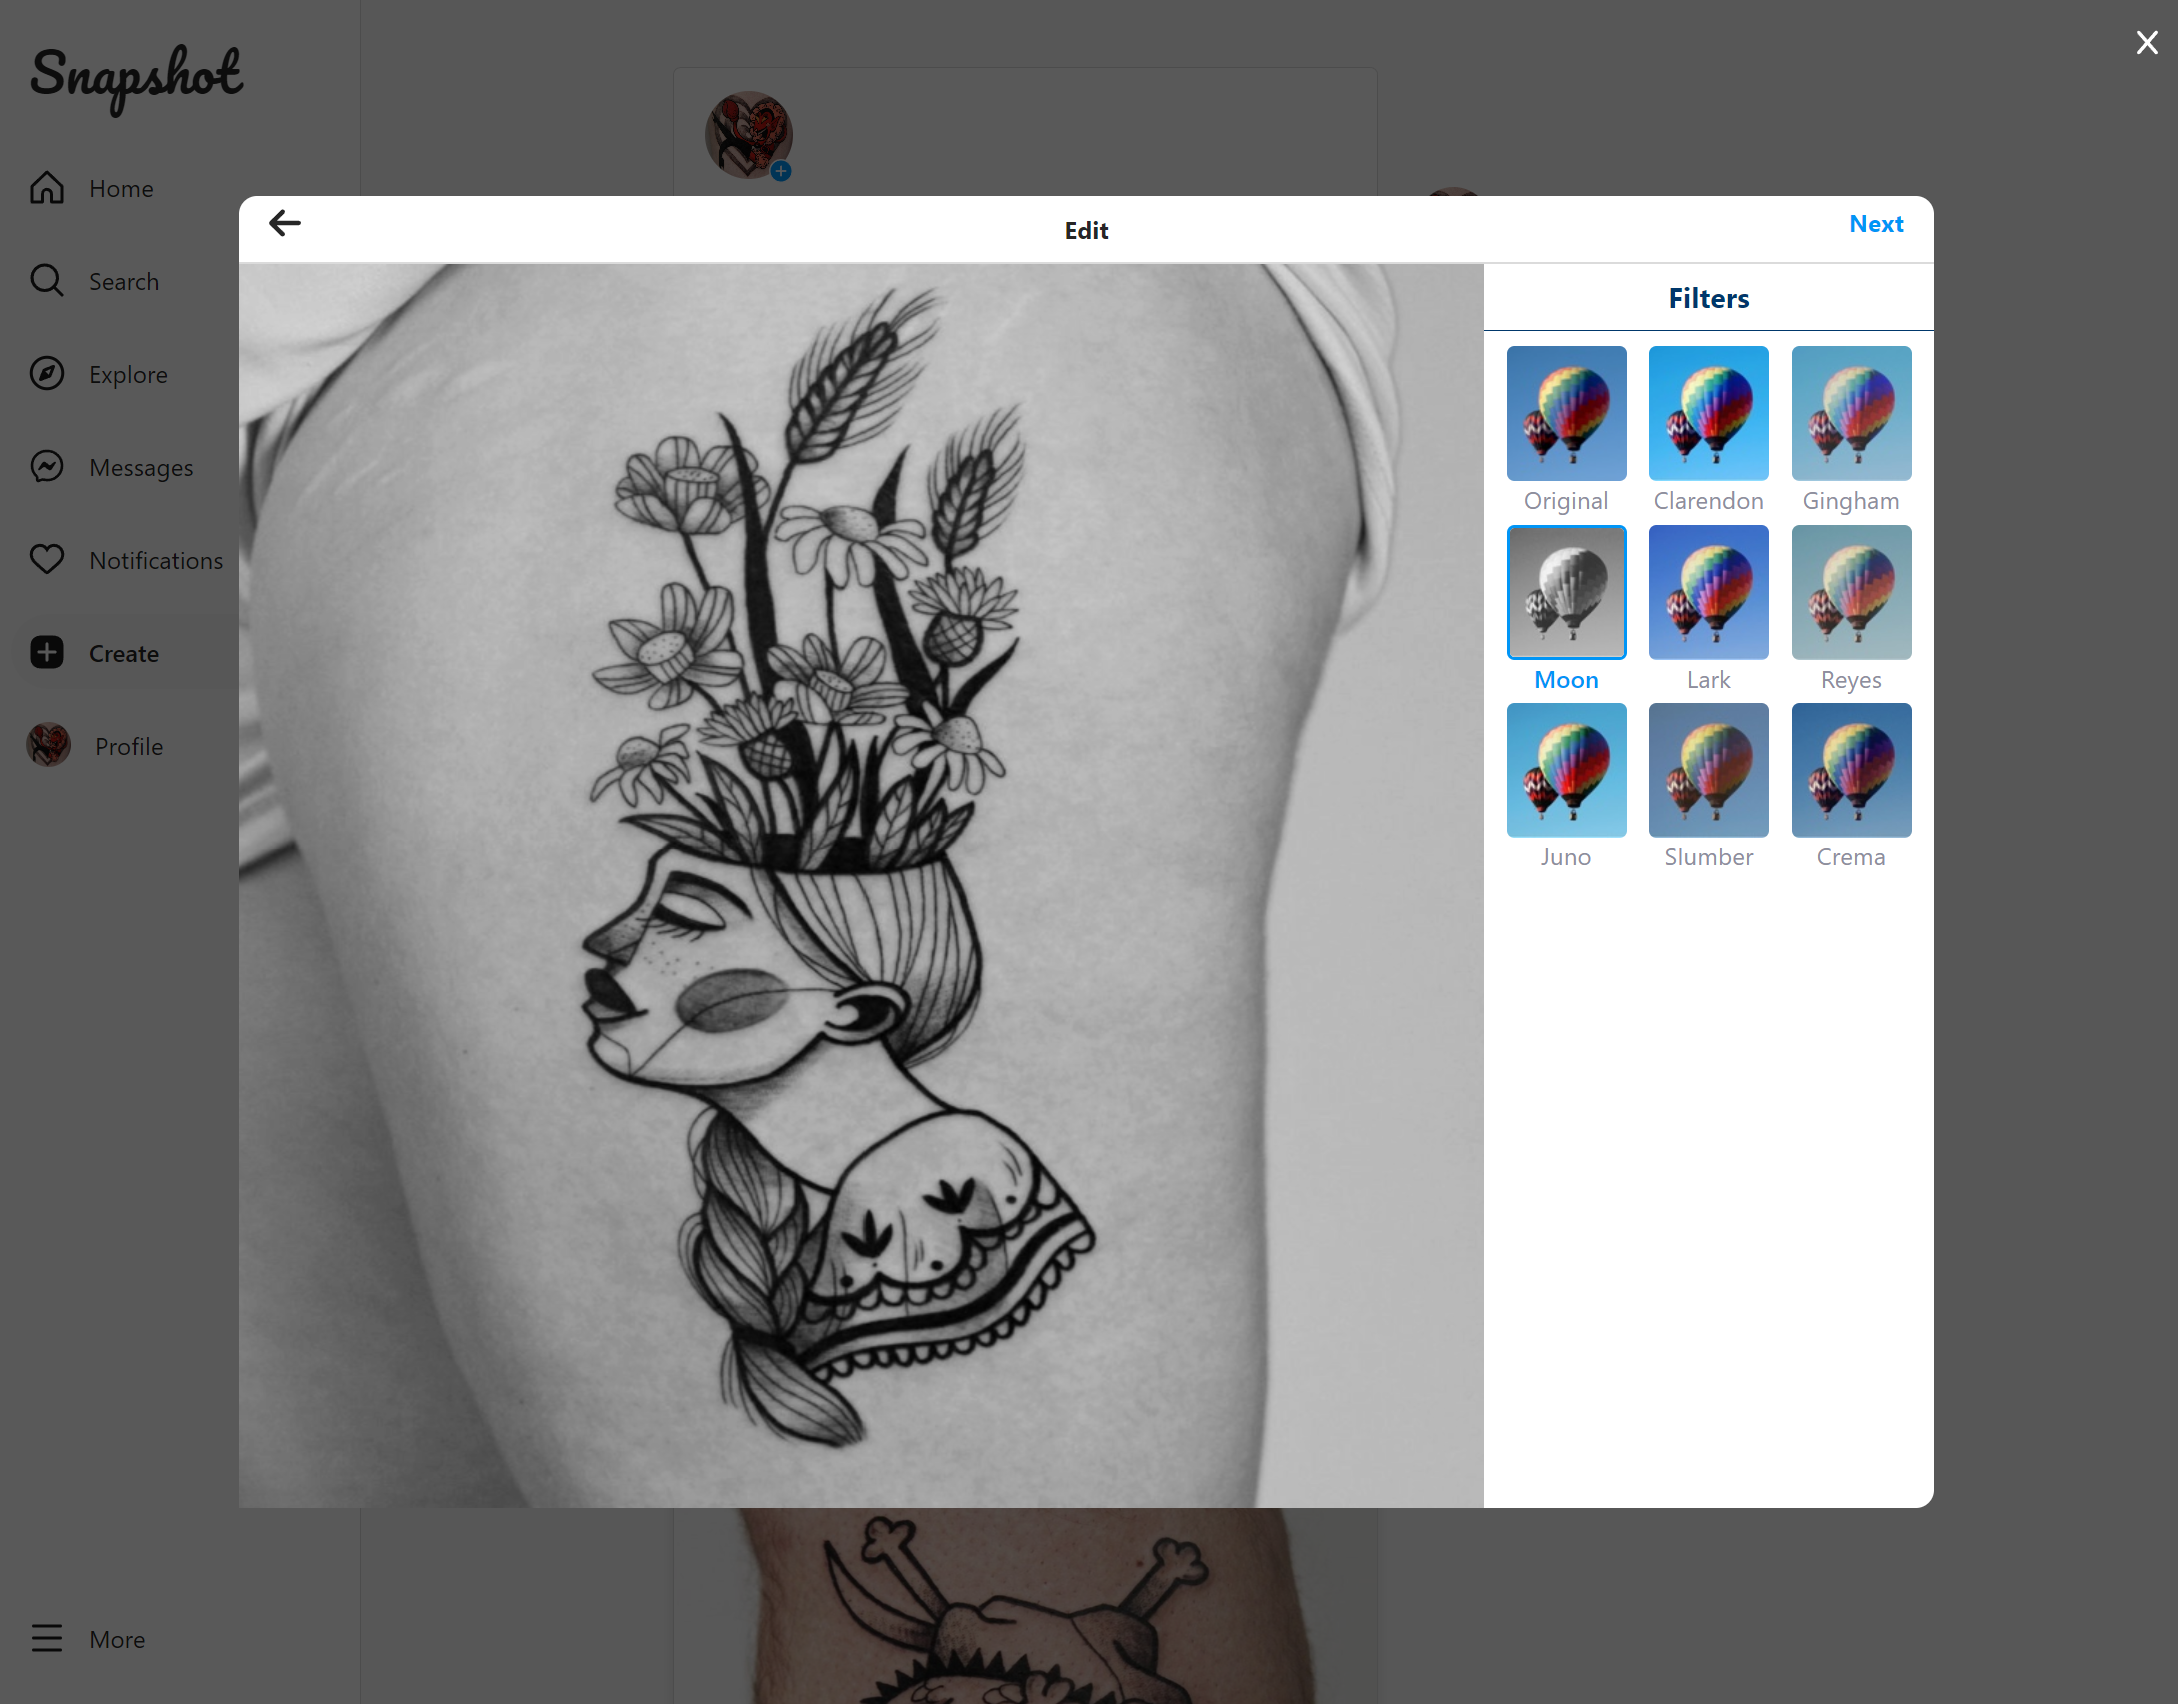 Snapshot
Home
Search
Explore
Messages
Notifications
Create
Profile
More
Edit
Next
Filters
Original
Clarendon
Gingham
Moon
Lark
Reyes
Juno
Slumber
Crema